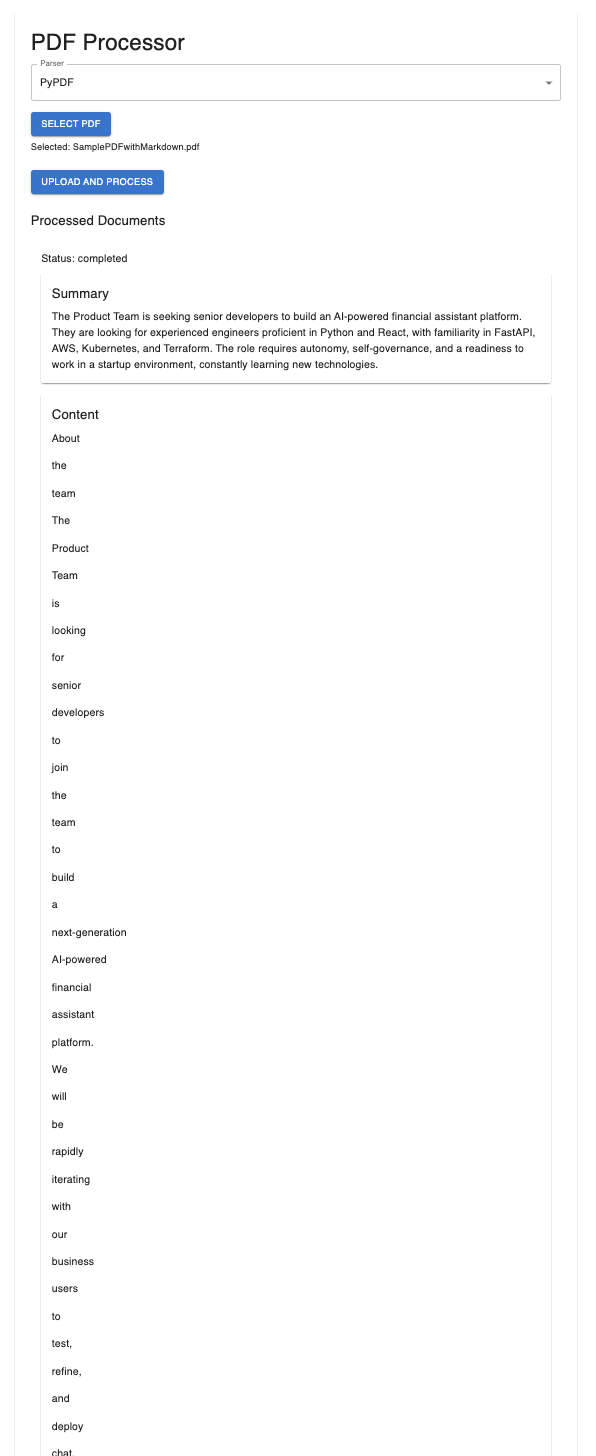 PDF Processor
Parser
PyPDF
SELECT PDF
Selected: SamplePDFwithMarkdown.pdf
UPLOAD AND PROCESS
Processed Documents
Status: completed
Summary
The Product Team is seeking senior developers to build an AI-powered financial assistant platform.
They are looking for experienced engineers proficient in Python and React, with familiarity in FastAPI,
AWS, Kubernetes, and Terraform. The role requires autonomy, self-governance, and a readiness to
work in a startup environment, constantly learning new technologies.
Content
About
the
team
The
Product
Team
is
looking
for
senior
developers
to
join
the
team
to
build
a
next-generation
AI-powered
financial
assistant
platform.
We
will
be
rapidly
iterating
with
our
business
users
to
test,
refine,
and
deploy
chat,